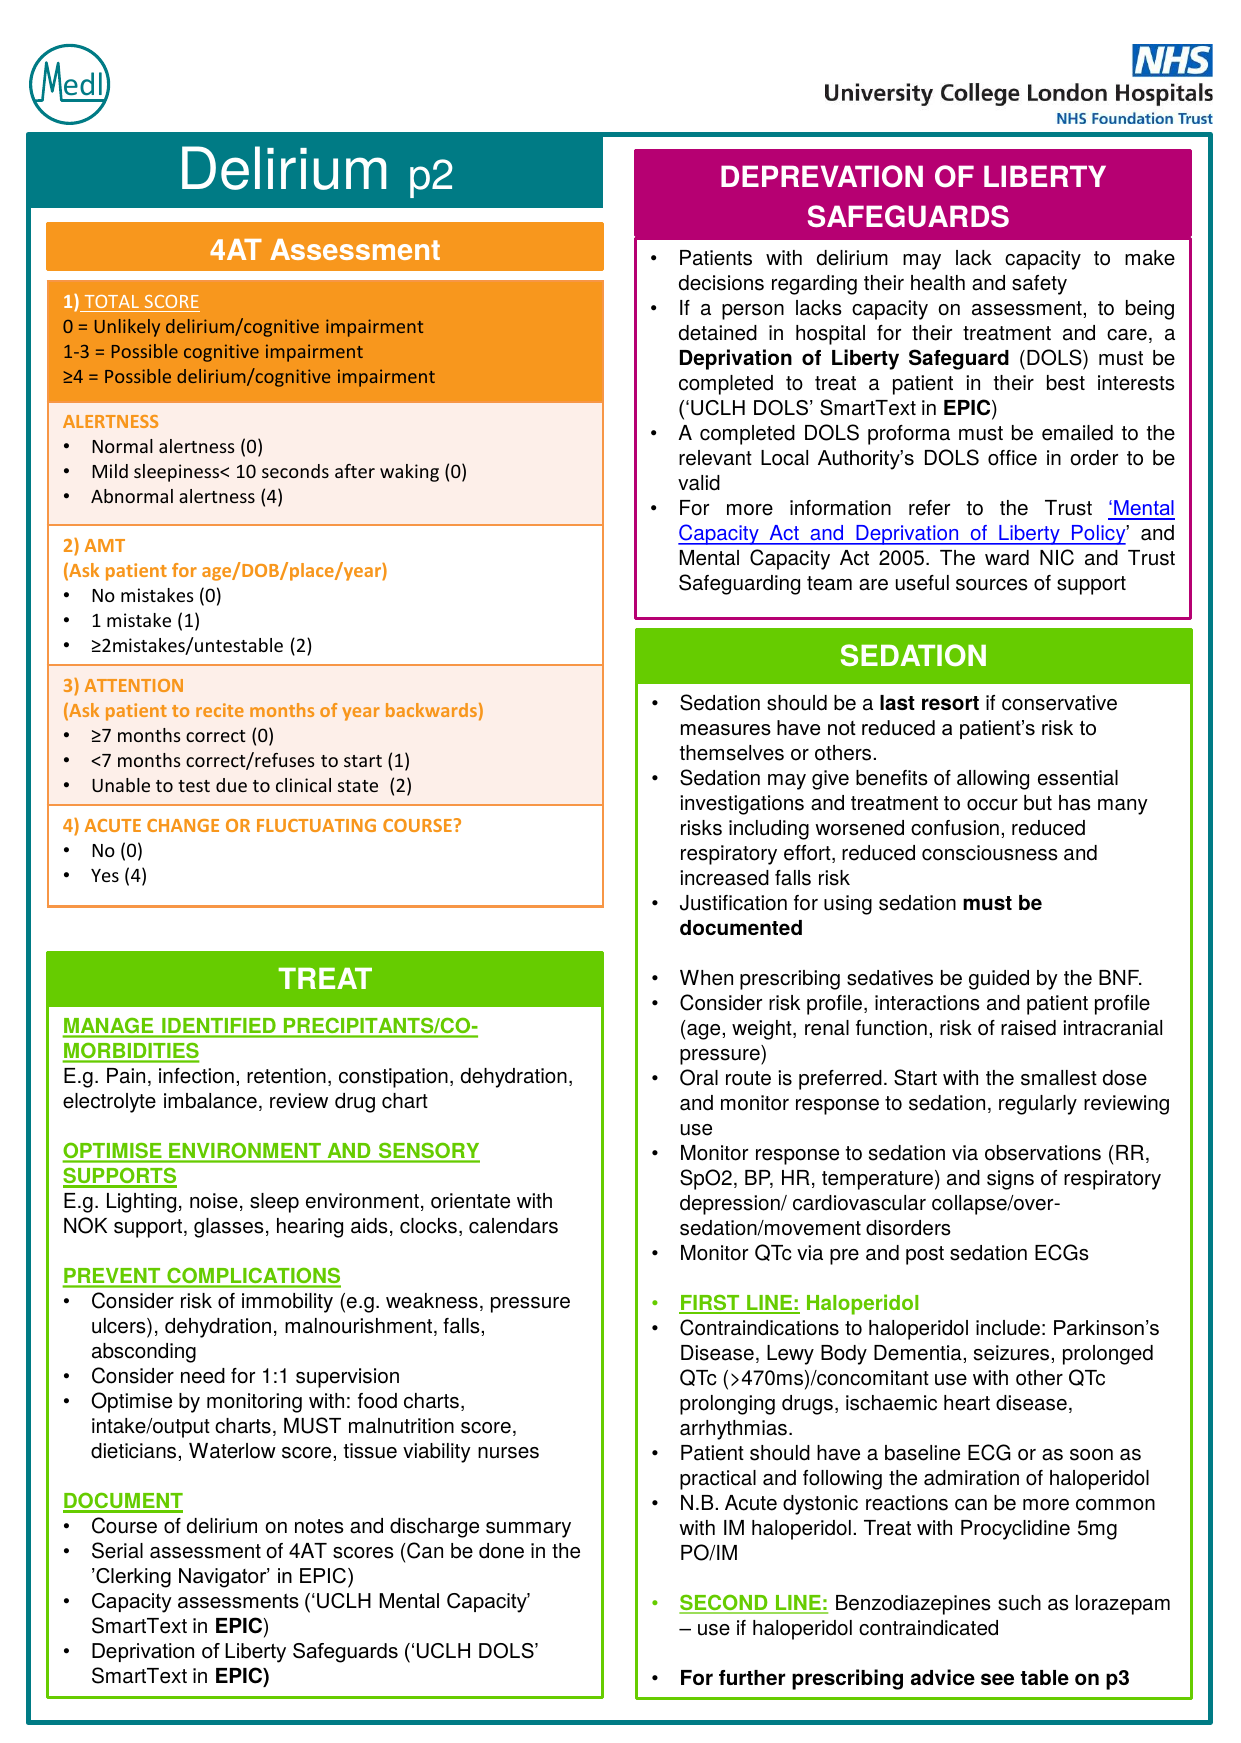 Medl
NHS
University College London Hospitals
NHS Foundation Trust
Delirium p2
4AT Assessment
1) TOTAL SCORE
0 = Unlikely delirium/cognitive impairment
1-3 = Possible cognitive impairment
≥4 = Possible delirium/cognitive impairment
ALERTNESS
• Normal alertness (0)
• Mild sleepiness< 10 seconds after waking (0)
• Abnormal alertness (4)
2) AMT
(Ask patient for age/DOB/place/year)
• No mistakes (0)
• 1 mistake (1)
• ≥2mistakes/untestable (2)
3) ATTENTION
(Ask patient to recite months of year backwards)
• ≥7 months correct (0)
• <7 months correct/refuses to start (1)
• Unable to test due to clinical state (2)
4) ACUTE CHANGE OR FLUCTUATING COURSE?
• No (0)
• Yes (4)
TREAT
MANAGE IDENTIFIED PRECIPITANTS/CO-
MORBIDITIES
E.g. Pain, infection, retention, constipation, dehydration,
electrolyte imbalance, review drug chart
OPTIMISE ENVIRONMENT AND SENSORY
SUPPORTS
E.g. Lighting, noise, sleep environment, orientate with
NOK support, glasses, hearing aids, clocks, calendars
PREVENT COMPLICATIONS
• Consider risk of immobility (e.g. weakness, pressure
ulcers), dehydration, malnourishment, falls,
absconding
• Consider need for 1:1 supervision
• Optimise by monitoring with: food charts,
intake/output charts, MUST malnutrition score,
dieticians, Waterlow score, tissue viability nurses
DOCUMENT
• Course of delirium on notes and discharge summary
• Serial assessment of 4AT scores (Can be done in the
’Clerking Navigator’ in EPIC)
• Capacity assessments (‘UCLH Mental Capacity’
SmartText in EPIC)
• Deprivation of Liberty Safeguards (‘UCLH DOLS’
SmartText in EPIC)
DEPREVATION OF LIBERTY
SAFEGUARDS
• Patients with delirium may lack capacity to make
decisions regarding their health and safety
• If a person lacks capacity on assessment, to being
detained in hospital for their treatment and care, a
Deprivation of Liberty Safeguard (DOLS) must be
completed to treat a patient in their best interests
(‘UCLH DOLS’ SmartText in EPIC)
• A completed DOLS proforma must be emailed to the
relevant Local Authority’s DOLS office in order to be
valid
• For more information refer to the Trust ‘Mental
Capacity Act and Deprivation of Liberty Policy’ and
Mental Capacity Act 2005. The ward NIC and Trust
Safeguarding team are useful sources of support
SEDATION
• Sedation should be a last resort if conservative
measures have not reduced a patient’s risk to
themselves or others.
• Sedation may give benefits of allowing essential
investigations and treatment to occur but has many
risks including worsened confusion, reduced
respiratory effort, reduced consciousness and
increased falls risk
• Justification for using sedation must be
documented
• When prescribing sedatives be guided by the BNF.
• Consider risk profile, interactions and patient profile
(age, weight, renal function, risk of raised intracranial
pressure)
• Oral route is preferred. Start with the smallest dose
and monitor response to sedation, regularly reviewing
use
• Monitor response to sedation via observations (RR,
SpO2, BP, HR, temperature) and signs of respiratory
depression/ cardiovascular collapse/over-
sedation/movement disorders
• Monitor QTc via pre and post sedation ECGs
• FIRST LINE: Haloperidol
• Contraindications to haloperidol include: Parkinson’s
Disease, Lewy Body Dementia, seizures, prolonged
QTc (>470ms)/concomitant use with other QTc
prolonging drugs, ischaemic heart disease,
arrhythmias.
• Patient should have a baseline ECG or as soon as
practical and following the admiration of haloperidol
• N.B. Acute dystonic reactions can be more common
with IM haloperidol. Treat with Procyclidine 5mg
PO/IM
• SECOND LINE: Benzodiazepines such as lorazepam
– use if haloperidol contraindicated
• For further prescribing advice see table on p3